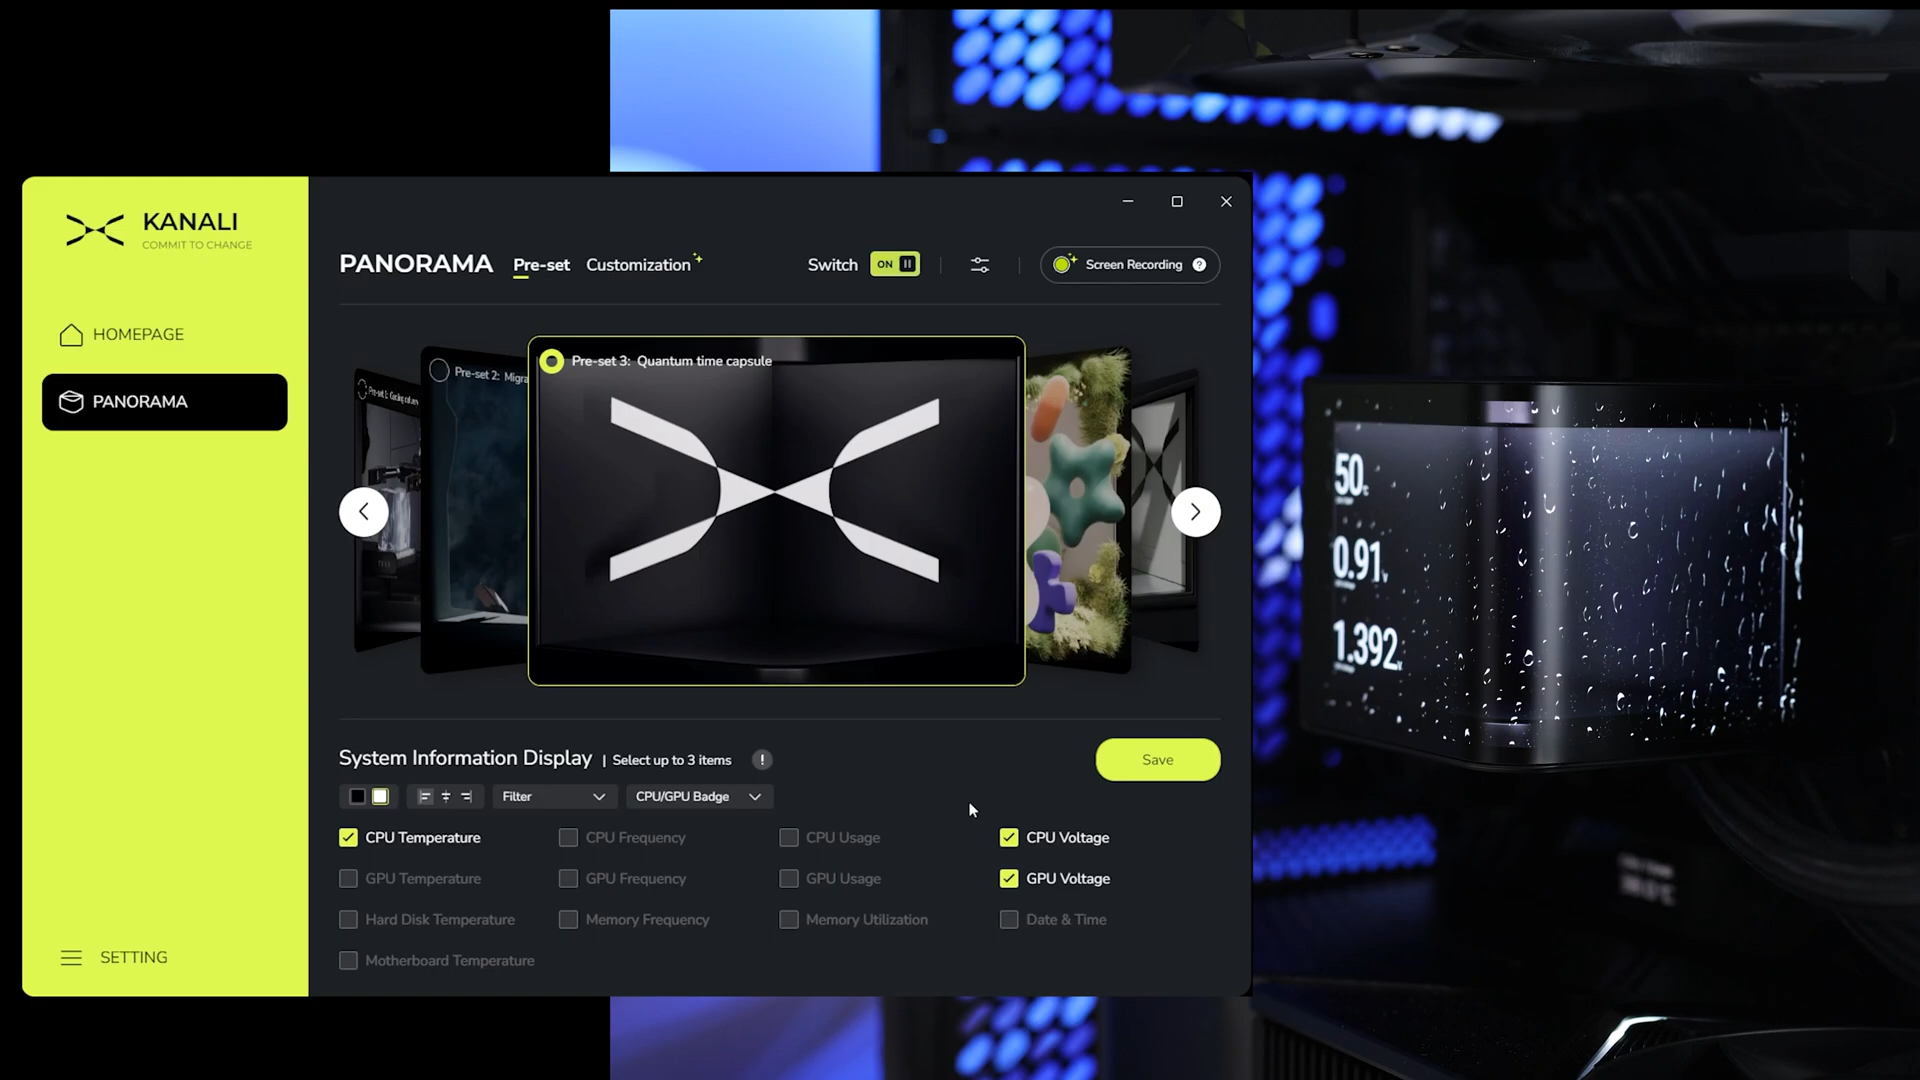 KANALI
COMMIT TO CHANGE
HOMEPAGE
PANORAMA
SETTING
PANORAMA
Pre-set
Customization
Switch
ON
Screen Recording
?
Pre-set 2: Migra
Pre-set 3: Quantum time capsule
System Information Display | Select up to 3 items
!
Save
Filter
CPU/GPU Badge
CPU Temperature
CPU Frequency
CPU Usage
CPU Voltage
GPU Temperature
GPU Frequency
GPU Usage
GPU Voltage
Hard Disk Temperature
Memory Frequency
Memory Utilization
Date & Time
Motherboard Temperature
50
0.91
1.392